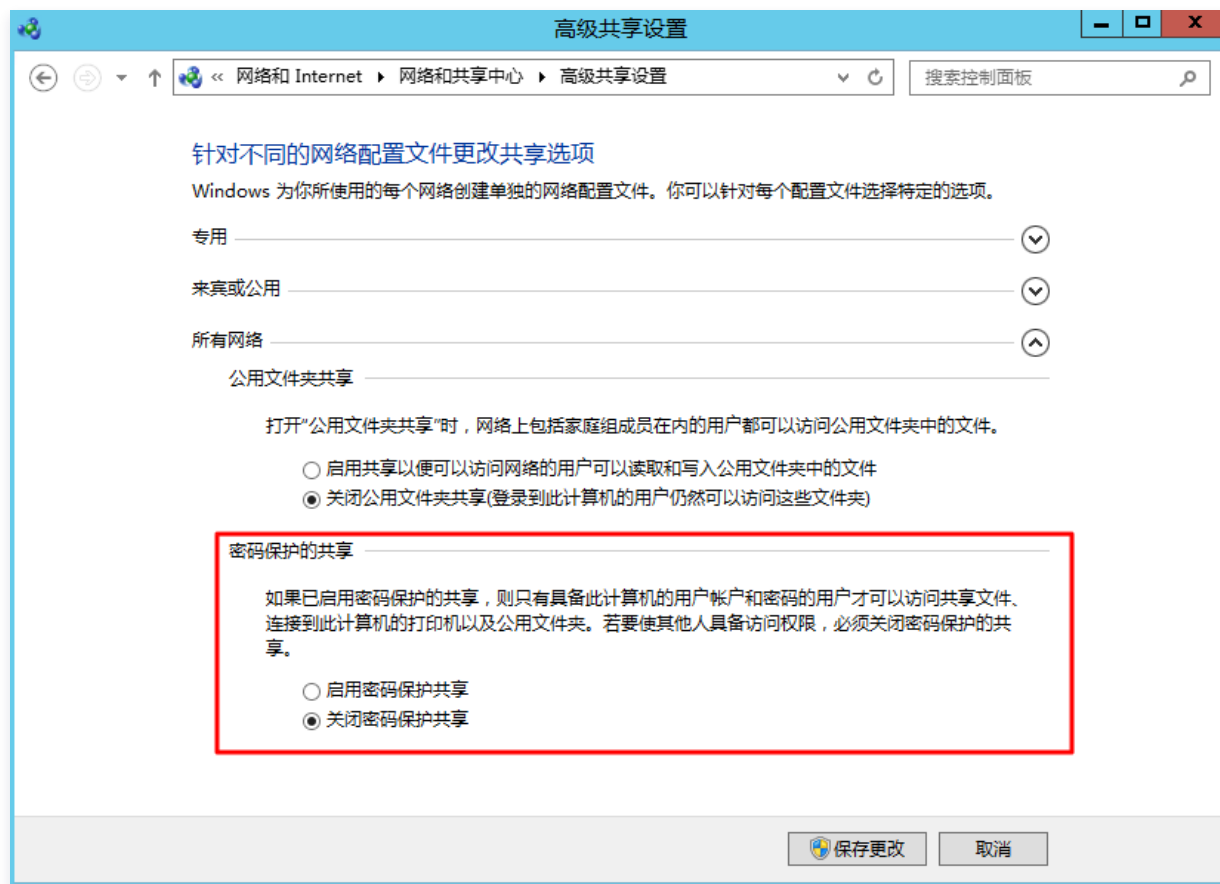 高级共享设置
« 网络和 Internet ▸ 网络和共享中心 ▸ 高级共享设置
搜索控制面板
针对不同的网络配置文件更改共享选项
Windows 为你所使用的每个网络创建单独的网络配置文件。你可以针对每个配置文件选择特定的选项。
专用
来宾或公用
所有网络
公用文件夹共享
打开“公用文件夹共享”时，网络上包括家庭组成员在内的用户都可以访问公用文件夹中的文件。
启用共享以便可以访问网络的用户可以读取和写入公用文件夹中的文件
关闭公用文件夹共享(登录到此计算机的用户仍然可以访问这些文件夹)
密码保护的共享
如果已启用密码保护的共享，则只有具备此计算机的用户帐户和密码的用户才可以访问共享文件、
连接到此计算机的打印机以及公用文件夹。若要使其他人具备访问权限，必须关闭密码保护的共
享。
启用密码保护共享
关闭密码保护共享
保存更改
取消